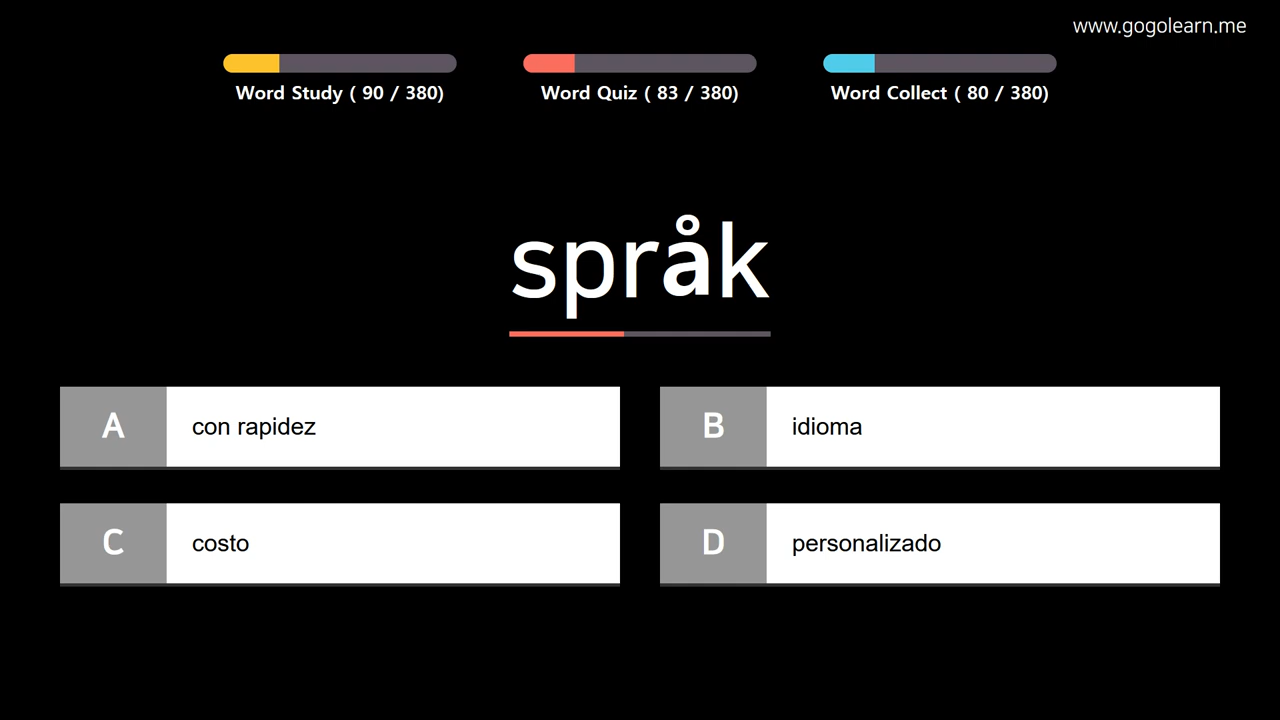 www.gogolearn.me
Word Study ( 90 / 380)
Word Quiz ( 83 / 380)
Word Collect ( 80 / 380)
språk
A
con rapidez
B
idioma
C
costo
D
personalizado